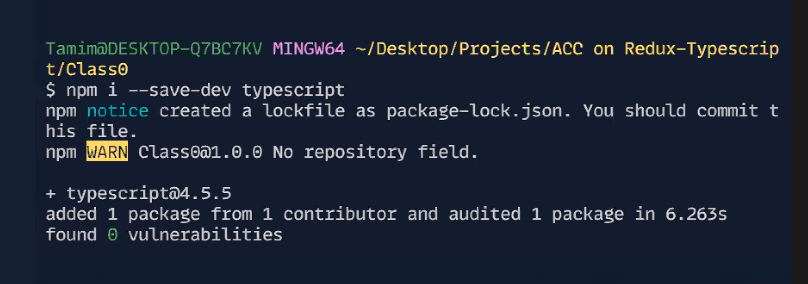 Tamim@DESKTOP-Q7BC7KV MINGW64 ~/Desktop/Projects/ACC on Redux-Typescrip
t/Class0
$ npm i --save-dev typescript
npm notice created a lockfile as package-lock.json. You should commit t
his file.
npm WARN Class0@1.0.0 No repository field.

+ typescript@4.5.5
added 1 package from 1 contributor and audited 1 package in 6.263s
found 0 vulnerabilities